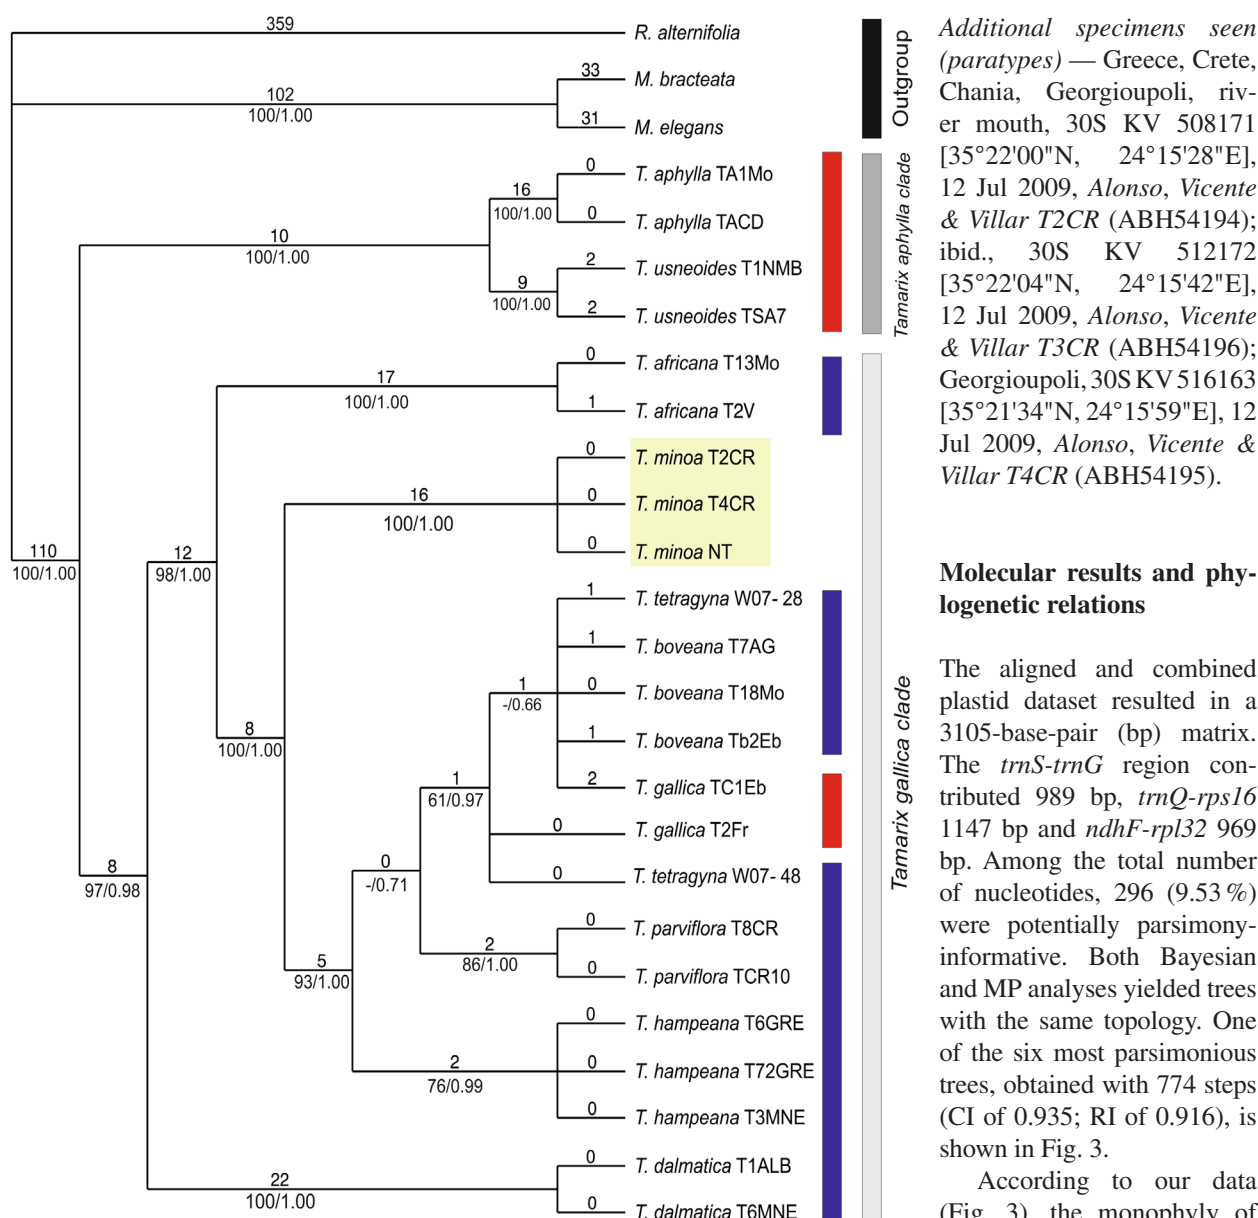 359
R. alternifolia
33
M. bracteata
102
100/1.00
31
M. elegans
Outgroup
0
T. aphylla TA1Mo
16
100/1.00
0
T. aphylla TACD
10
100/1.00
2
T. usneoides T1NMB
9
100/1.00
2
T. usneoides TSA7
Tamarix aphylla clade
0
T. africana T13Mo
17
100/1.00
1
T. africana T2V
0
T. minoa T2CR
16
100/1.00
0
T. minoa T4CR
0
T. minoa NT
110
100/1.00
12
98/1.00
1
T. tetragyna W07- 28
1
T. boveana T7AG
1
-/0.66
0
T. boveana T18Mo
8
100/1.00
1
T. boveana Tb2Eb
1
61/0.97
2
T. gallica TC1Eb
0
T. gallica T2Fr
8
97/0.98
0
-/0.71
0
T. tetragyna W07- 48
Tamarix gallica clade
0
T. parviflora T8CR
2
86/1.00
5
93/1.00
0
T. parviflora TCR10
0
T. hampeana T6GRE
2
76/0.99
0
T. hampeana T72GRE
0
T. hampeana T3MNE
0
T. dalmatica T1ALB
22
100/1.00
0
T. dalmatica T6MNE
Additional specimens seen
(paratypes) — Greece, Crete,
Chania, Georgioupoli, riv-
er mouth, 30S KV 508171
[35°22'00"N, 24°15'28"E],
12 Jul 2009, Alonso, Vicente
& Villar T2CR (ABH54194);
ibid., 30S KV 512172
[35°22'04"N, 24°15'42"E],
12 Jul 2009, Alonso, Vicente
& Villar T3CR (ABH54196);
Georgioupoli, 30S KV 516163
[35°21'34"N, 24°15'59"E], 12
Jul 2009, Alonso, Vicente &
Villar T4CR (ABH54195).
Molecular results and phy-
logenetic relations
The aligned and combined
plastid dataset resulted in a
3105-base-pair (bp) matrix.
The trnS-trnG region con-
tributed 989 bp, trnQ-rps16
1147 bp and ndhF-rpl32 969
bp. Among the total number
of nucleotides, 296 (9.53 %)
were potentially parsimony-
informative. Both Bayesian
and MP analyses yielded trees
with the same topology. One
of the six most parsimonious
trees, obtained with 774 steps
(CI of 0.935; RI of 0.916), is
shown in Fig. 3.
According to our data
(Fig. 3), the monophyly of